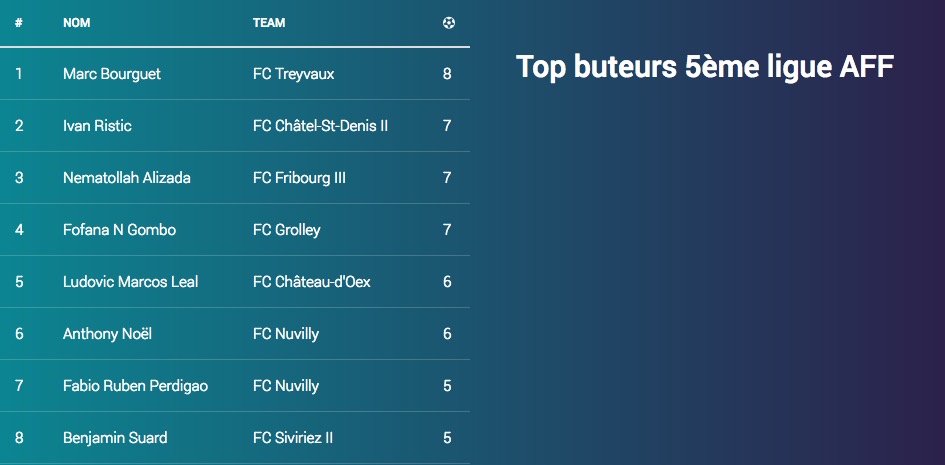 # NOM TEAM
1 Marc Bourguet FC Treyvaux 8
2 Ivan Ristic FC Châtel-St-Denis II 7
3 Nematollah Alizada FC Fribourg III 7
4 Fofana N Gombo FC Grolley 7
5 Ludovic Marcos Leal FC Château-d'Oex 6
6 Anthony Noël FC Nuvilly 6
7 Fabio Ruben Perdigao FC Nuvilly 5
8 Benjamin Suard FC Siviriez II 5
Top buteurs 5ème ligue AFF